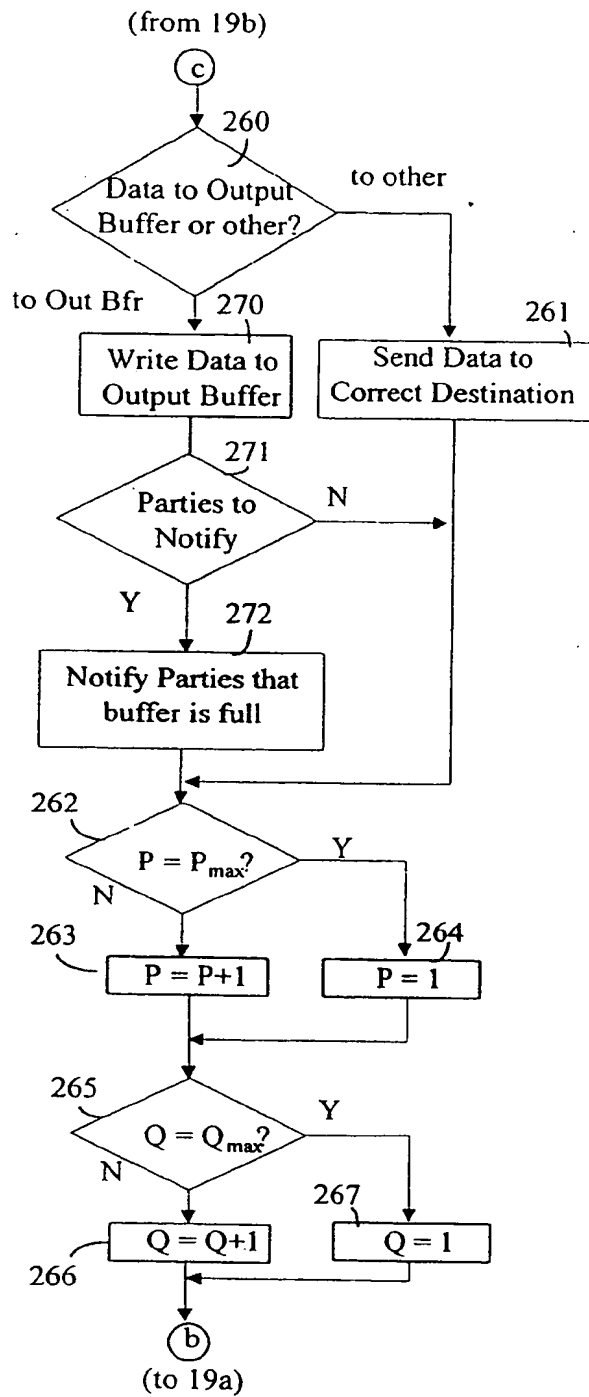 (from 19b)
c
260
Data to Output
Buffer or other?
to other
to Out Bfr
270
261
Write Data to
Output Buffer
Send Data to
Correct Destination
271
Parties to
Notify
N
Y
272
Notify Parties that
buffer is full
262
P = Pmax?
Y
N
263
P = P+1
264
P = 1
265
Q = Qmax?
Y
N
267
Q = Q+1
Q = 1
266
b
(to 19a)